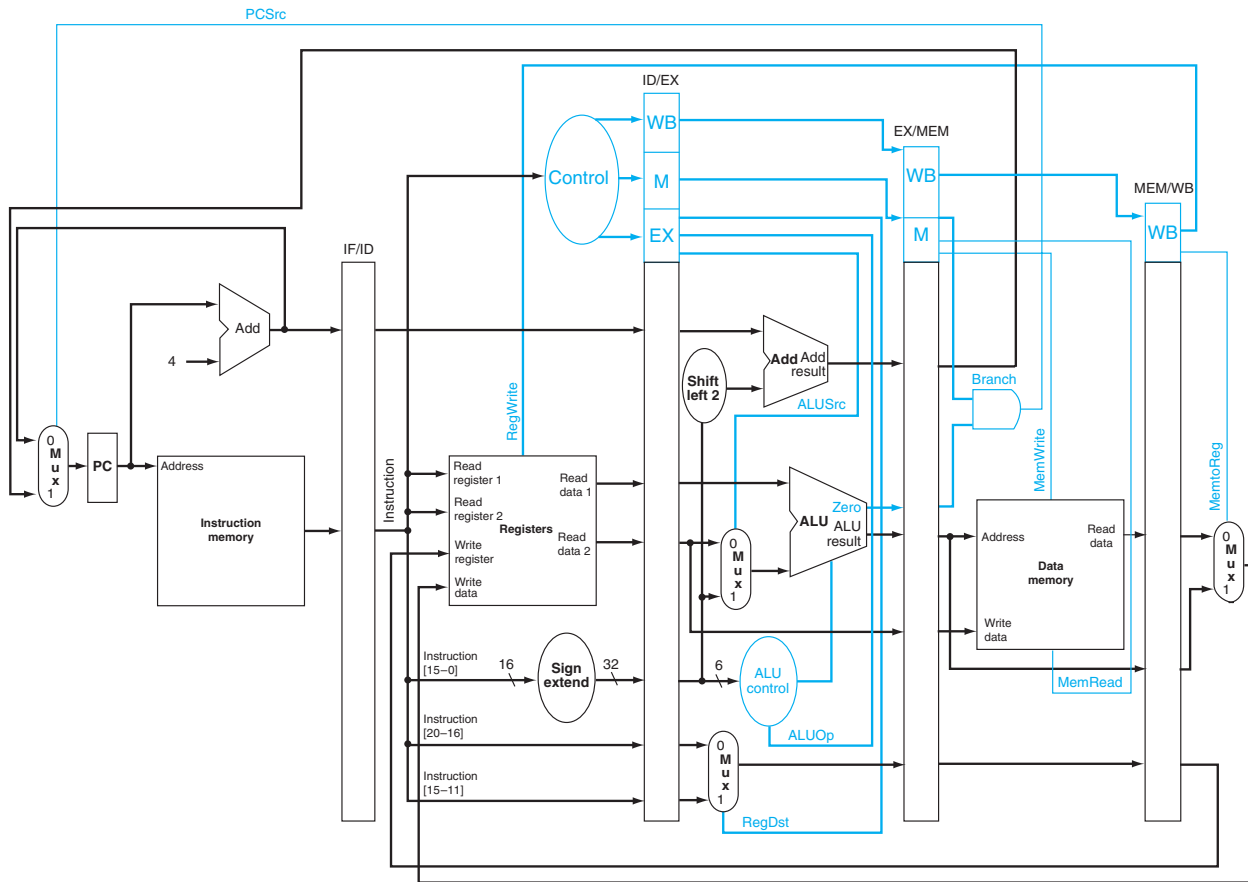 PCSrc
ID/EX
WB
EX/MEM
Control
M
WB
MEM/WB
EX
M
WB
IF/ID
Add
4
Add
Add
result
Shift
left 2
Branch
ALUSrc
RegWrite
MemWrite
MemtoReg
0
M
u
x
1
PC
Address
Instruction
memory
Instruction
Read
register 1
Read
register 2
Write
register
Write
data
Registers
Read
data 1
Read
data 2
0
M
u
x
1
Zero
ALU
ALU
result
Address
Read
data
Data
memory
Write
data
0
M
u
x
1
Instruction
[15–0]
16
Sign
extend
32
6
ALU
control
MemRead
Instruction
[20–16]
ALUOp
0
M
u
x
1
Instruction
[15–11]
RegDst